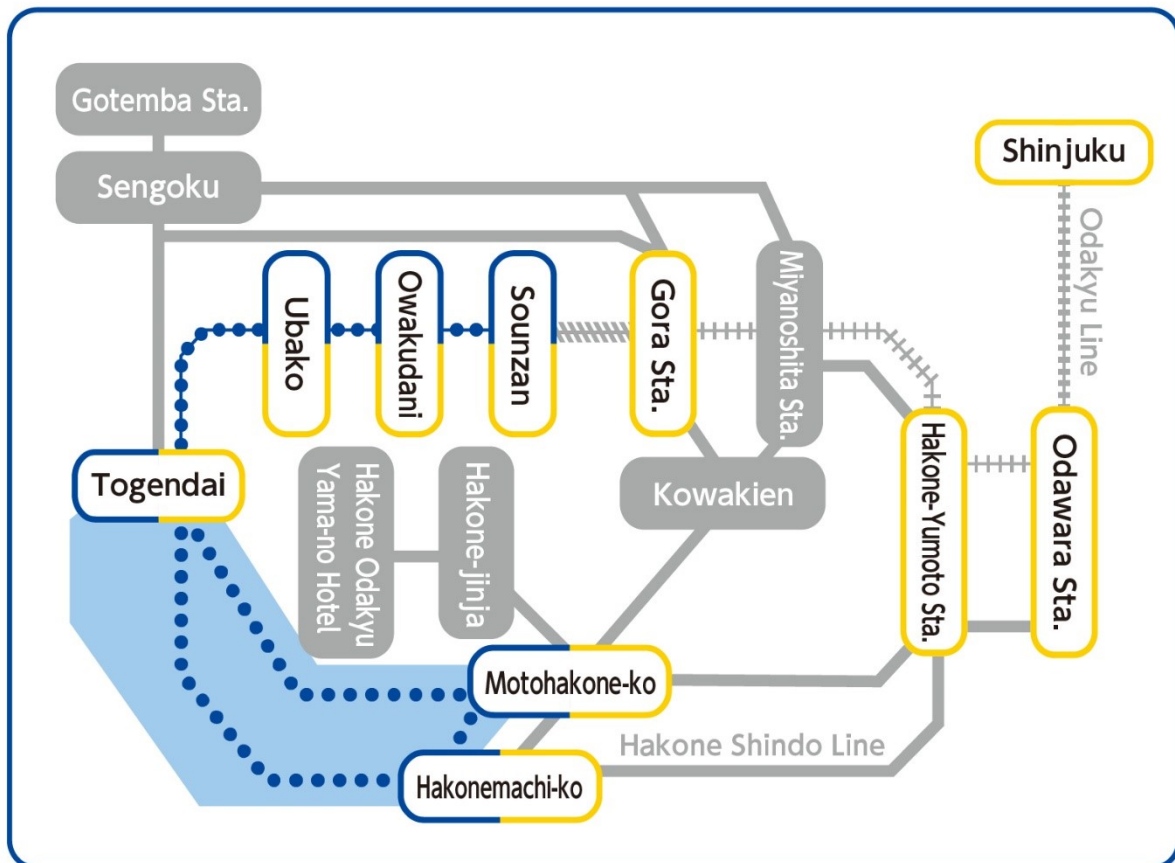 Gotemba Sta.
Sengoku
Shinjuku
Odakyu Line
Ubako
Owakudani
Sounzan
Gora Sta.
Miyanoshita Sta.
Hakone-Yumoto Sta.
Odawara Sta.
Togendai
Hakone Odakyu
Yama-no Hotel
Hakone-jinja
Kowakien
Motohakone-ko
Hakone Shindo Line
Hakonemachi-ko